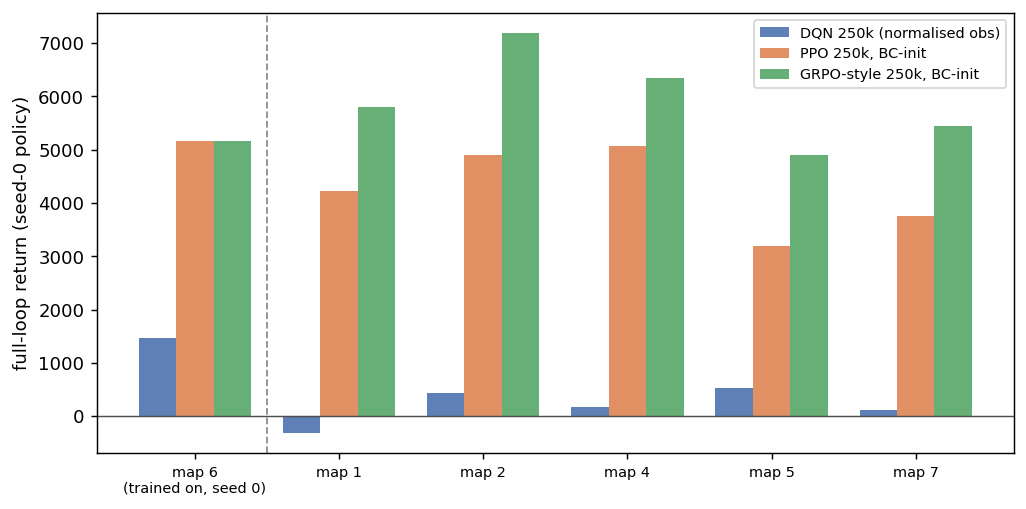 DQN 250k (normalised obs)
PPO 250k, BC-init
GRPO-style 250k, BC-init
full-loop return (seed-0 policy)
7000
6000
5000
4000
3000
2000
1000
0
map 6
(trained on, seed 0)
map 1
map 2
map 4
map 5
map 7